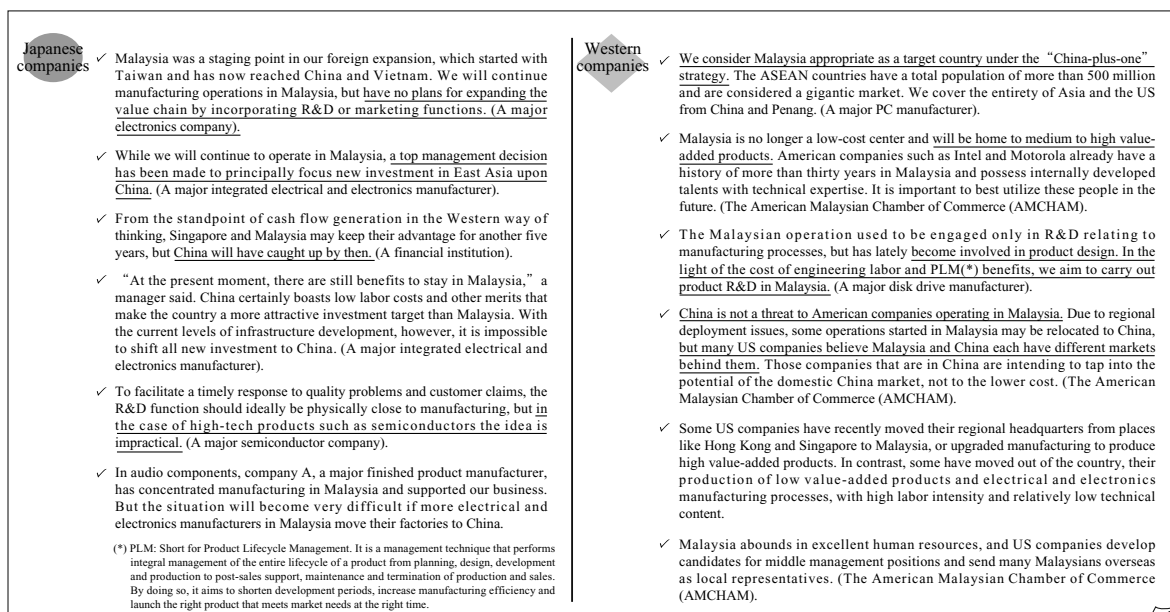 Japanese
companies
✓ Malaysia was a staging point in our foreign expansion, which started with
Taiwan and has now reached China and Vietnam. We will continue
manufacturing operations in Malaysia, but have no plans for expanding the
value chain by incorporating R&D or marketing functions. (A major
electronics company).
✓ While we will continue to operate in Malaysia, a top management decision
has been made to principally focus new investment in East Asia upon
China. (A major integrated electrical and electronics manufacturer).
✓ From the standpoint of cash flow generation in the Western way of
thinking, Singapore and Malaysia may keep their advantage for another five
years, but China will have caught up by then. (A financial institution).
✓ “At the present moment, there are still benefits to stay in Malaysia,” a
manager said. China certainly boasts low labor costs and other merits that
make the country a more attractive investment target than Malaysia. With
the current levels of infrastructure development, however, it is impossible
to shift all new investment to China. (A major integrated electrical and
electronics manufacturer).
✓ To facilitate a timely response to quality problems and customer claims, the
R&D function should ideally be physically close to manufacturing, but in
the case of high-tech products such as semiconductors the idea is
impractical. (A major semiconductor company).
✓ In audio components, company A, a major finished product manufacturer,
has concentrated manufacturing in Malaysia and supported our business.
But the situation will become very difficult if more electrical and
electronics manufacturers in Malaysia move their factories to China.
(*) PLM: Short for Product Lifecycle Management. It is a management technique that performs
integral management of the entire lifecycle of a product from planning, design, development
and production to post-sales support, maintenance and termination of production and sales.
By doing so, it aims to shorten development periods, increase manufacturing efficiency and
launch the right product that meets market needs at the right time.
Western
companies
✓ We consider Malaysia appropriate as a target country under the “China-plus-one”
strategy. The ASEAN countries have a total population of more than 500 million
and are considered a gigantic market. We cover the entirety of Asia and the US
from China and Penang. (A major PC manufacturer).
✓ Malaysia is no longer a low-cost center and will be home to medium to high value-
added products. American companies such as Intel and Motorola already have a
history of more than thirty years in Malaysia and possess internally developed
talents with technical expertise. It is important to best utilize these people in the
future. (The American Malaysian Chamber of Commerce (AMCHAM).
✓ The Malaysian operation used to be engaged only in R&D relating to
manufacturing processes, but has lately become involved in product design. In the
light of the cost of engineering labor and PLM(*) benefits, we aim to carry out
product R&D in Malaysia. (A major disk drive manufacturer).
✓ China is not a threat to American companies operating in Malaysia. Due to regional
deployment issues, some operations started in Malaysia may be relocated to China,
but many US companies believe Malaysia and China each have different markets
behind them. Those companies that are in China are intending to tap into the
potential of the domestic China market, not to the lower cost. (The American
Malaysian Chamber of Commerce (AMCHAM).
✓ Some US companies have recently moved their regional headquarters from places
like Hong Kong and Singapore to Malaysia, or upgraded manufacturing to produce
high value-added products. In contrast, some have moved out of the country, their
production of low value-added products and electrical and electronics
manufacturing processes, with high labor intensity and relatively low technical
content.
✓ Malaysia abounds in excellent human resources, and US companies develop
candidates for middle management positions and send many Malaysians overseas
as local representatives. (The American Malaysian Chamber of Commerce
(AMCHAM).